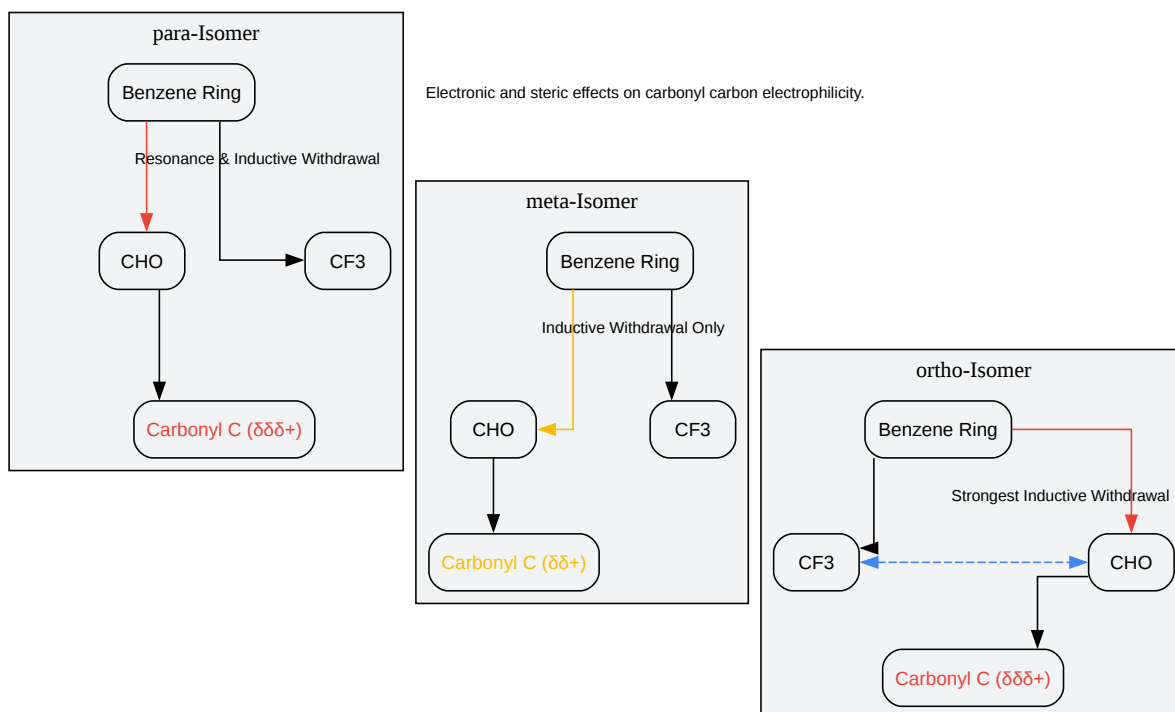 para-Isomer
Benzene Ring
Electronic and steric effects on carbonyl carbon electrophilicity.
Resonance & Inductive Withdrawal
CHO
CF3
Carbonyl C (δδδ+)
meta-Isomer
Benzene Ring
Inductive Withdrawal Only
CHO
CF3
Carbonyl C (δδ+)
ortho-Isomer
Benzene Ring
Strongest Inductive Withdrawal
CF3
CHO
Carbonyl C (δδδ+)